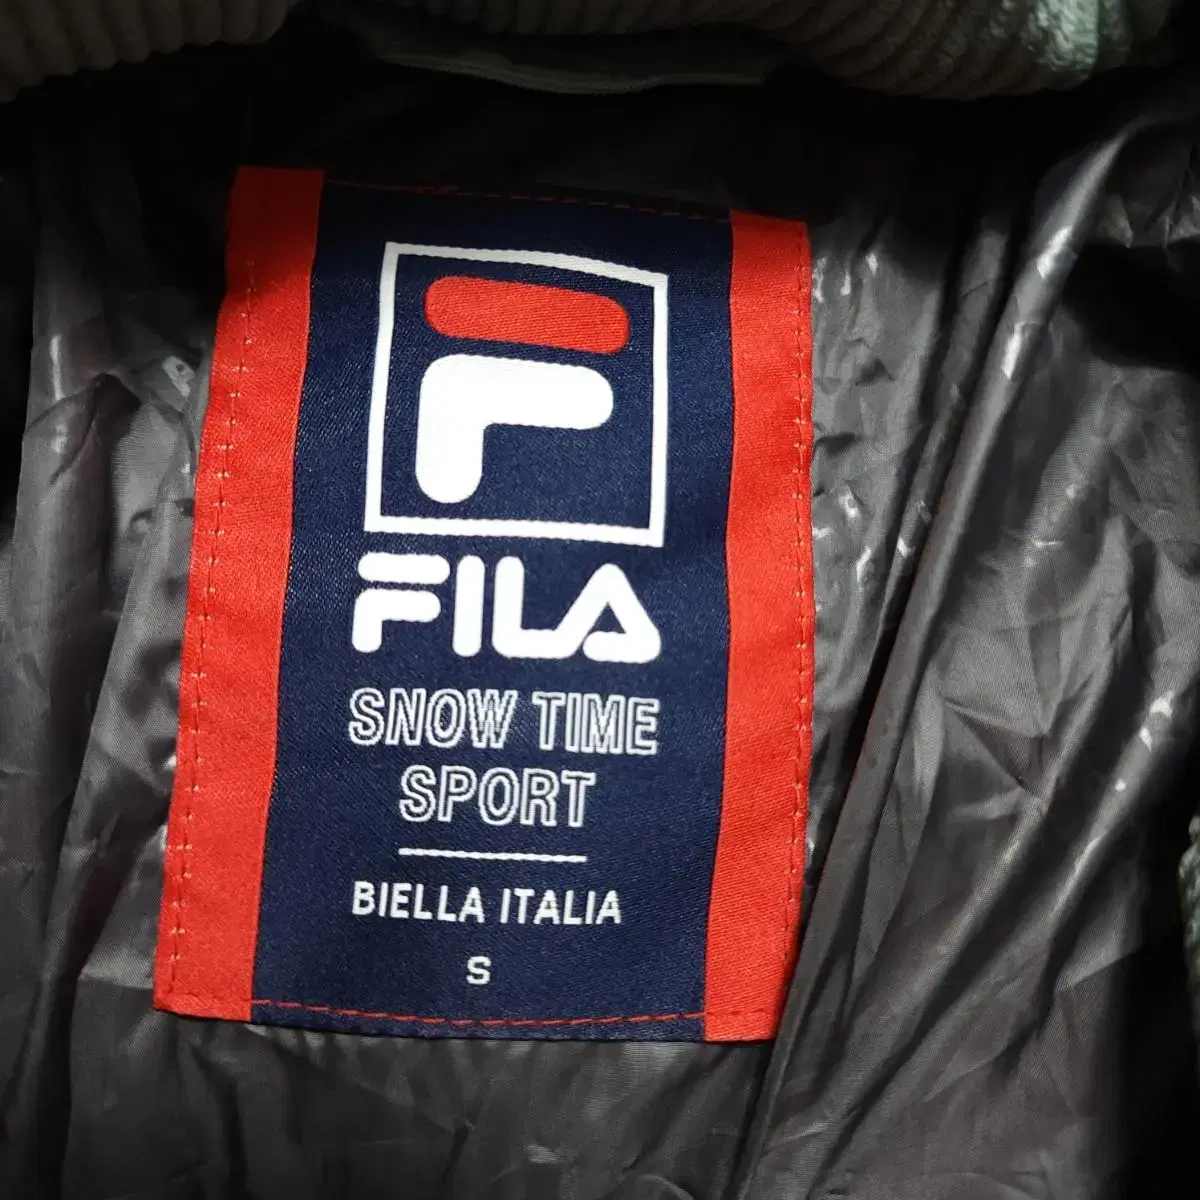 F
FILA
SNOW TIME
SPORT
BIELLA ITALIA
S